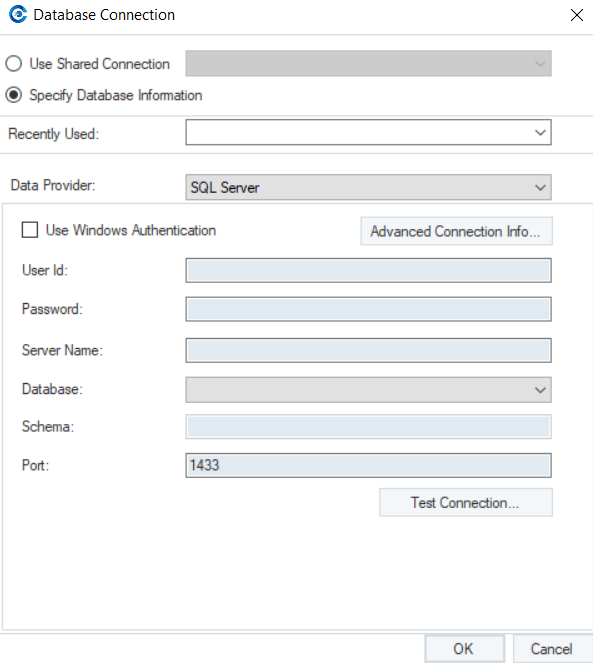 Database Connection
Use Shared Connection
Specify Database Information
Recently Used:
Data Provider: SQL Server
Use Windows Authentication Advanced Connection Info...
User Id:
Password:
Server Name:
Database:
Schema:
Port: 1433
Test Connection...
OK Cancel